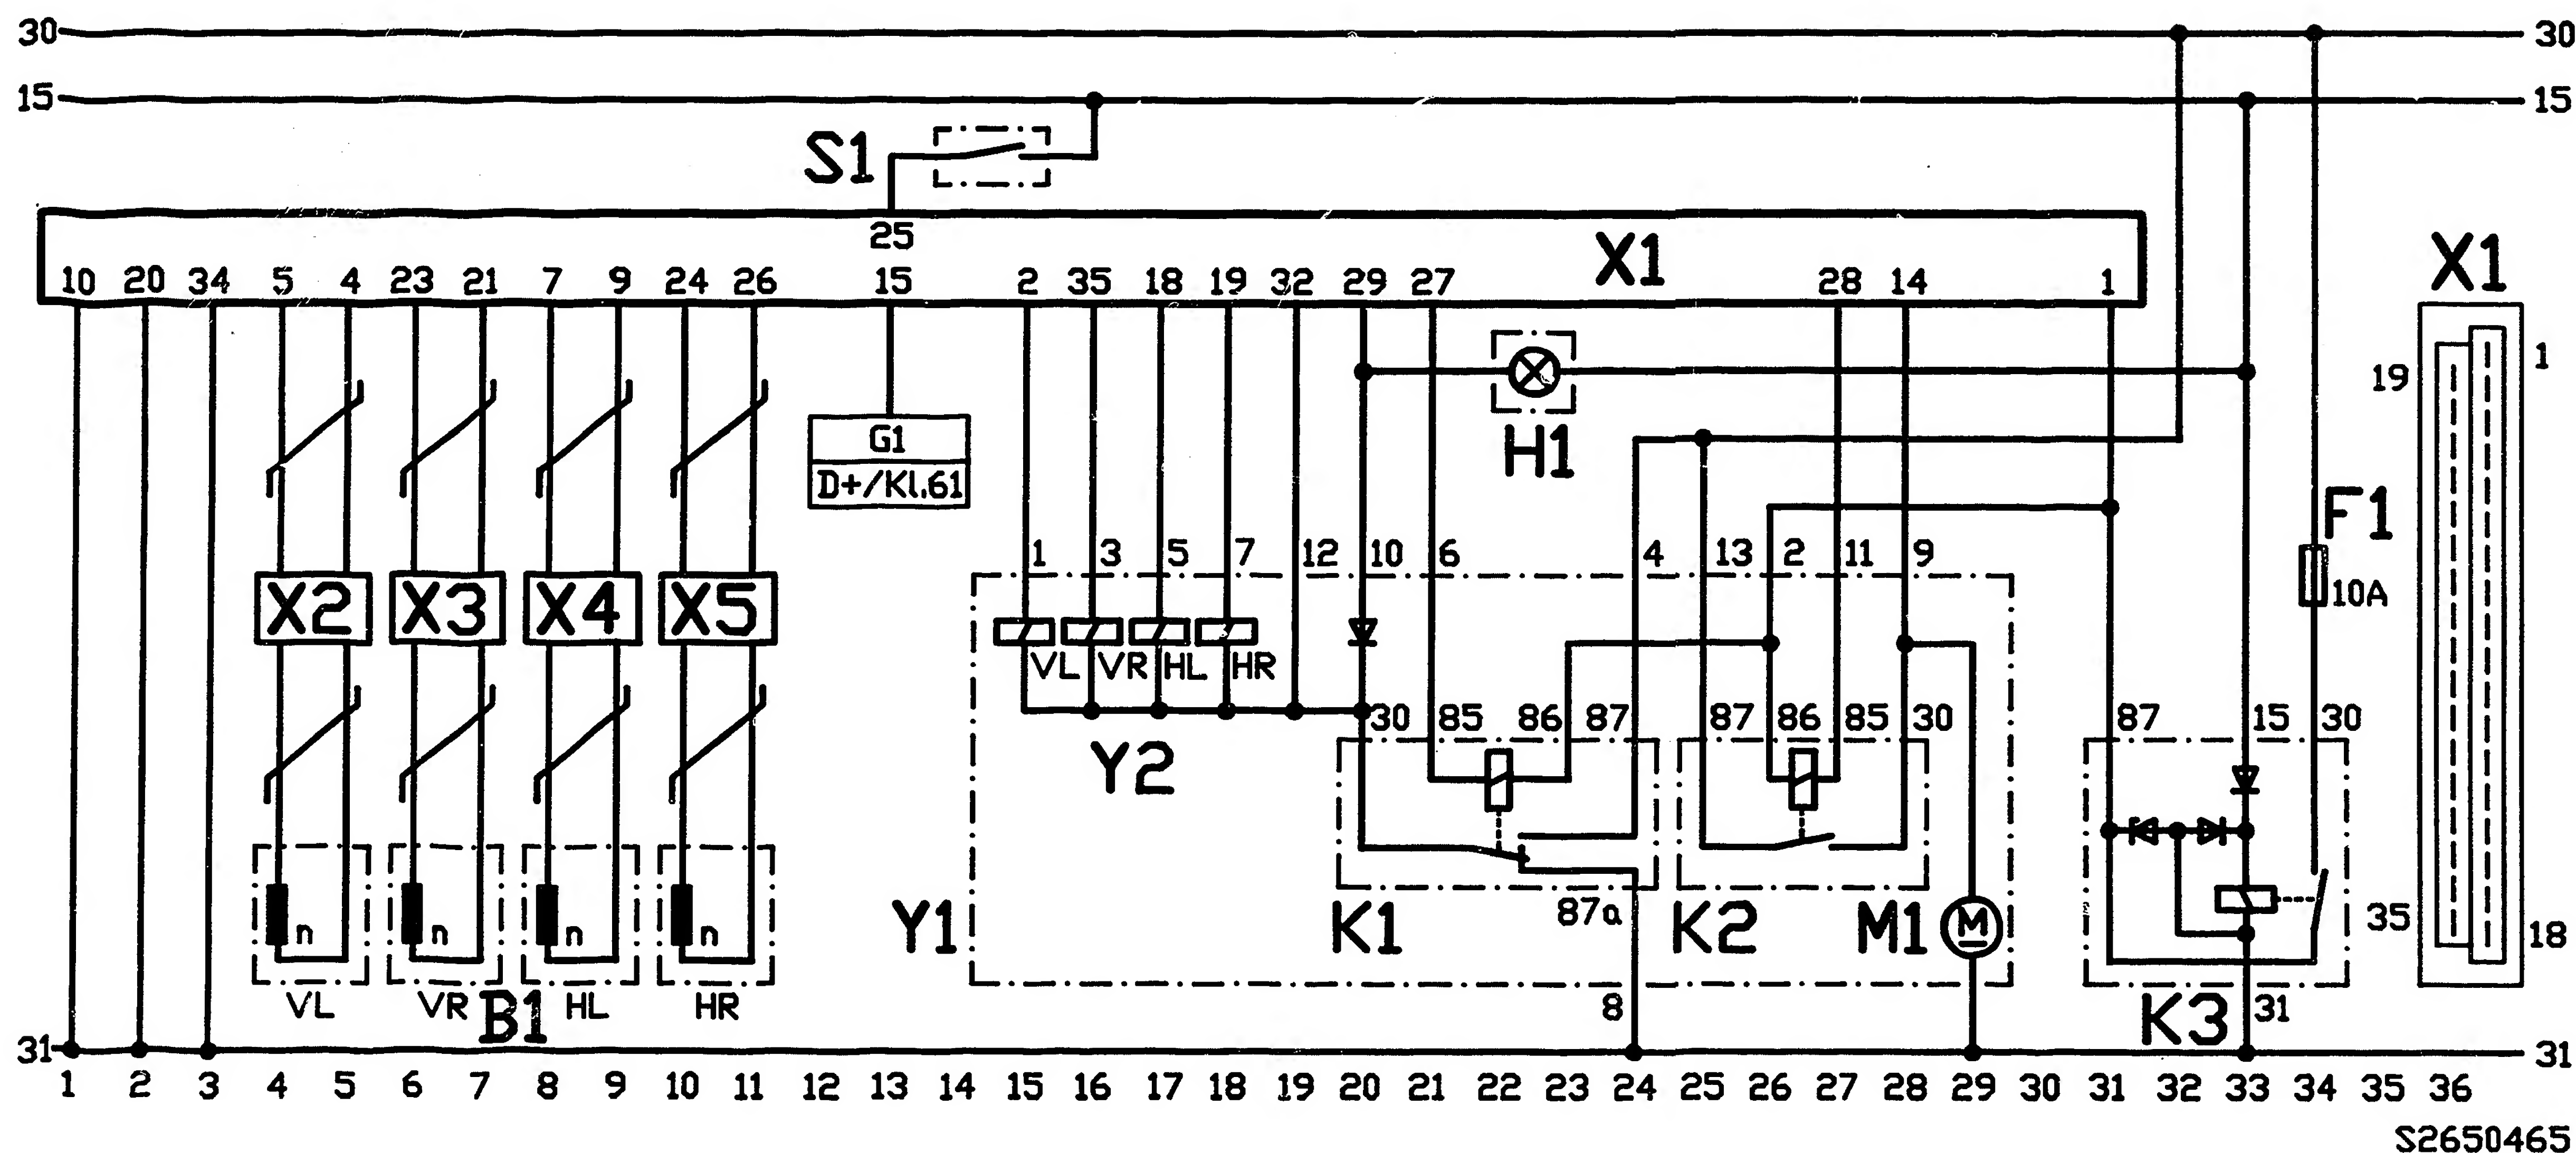 30 30
15 15
S1
25 X1 X1
10 20 34 5 4 23 21 7 9 24 26 15 2 35 18 19 32 29 27 28 14 1
1
19
G1
H1
D+/Kl.61
F1
1 3 5 7 12 10 6 4 13 2 11 9
10A
X2 X3 X4 X5
VL VR HL HR
30 85 86 87 87 86 85 30 87 15 30
Y2
87a
Y1 K1 K2 M1 M
35
18
n n n n
VL VR HL HR
B1
8
K3
31
31 31
1 2 3 4 5 6 7 8 9 10 11 12 13 14 15 16 17 18 19 20 21 22 23 24 25 26 27 28 29 30 31 32 33 34 35 36
S2650465